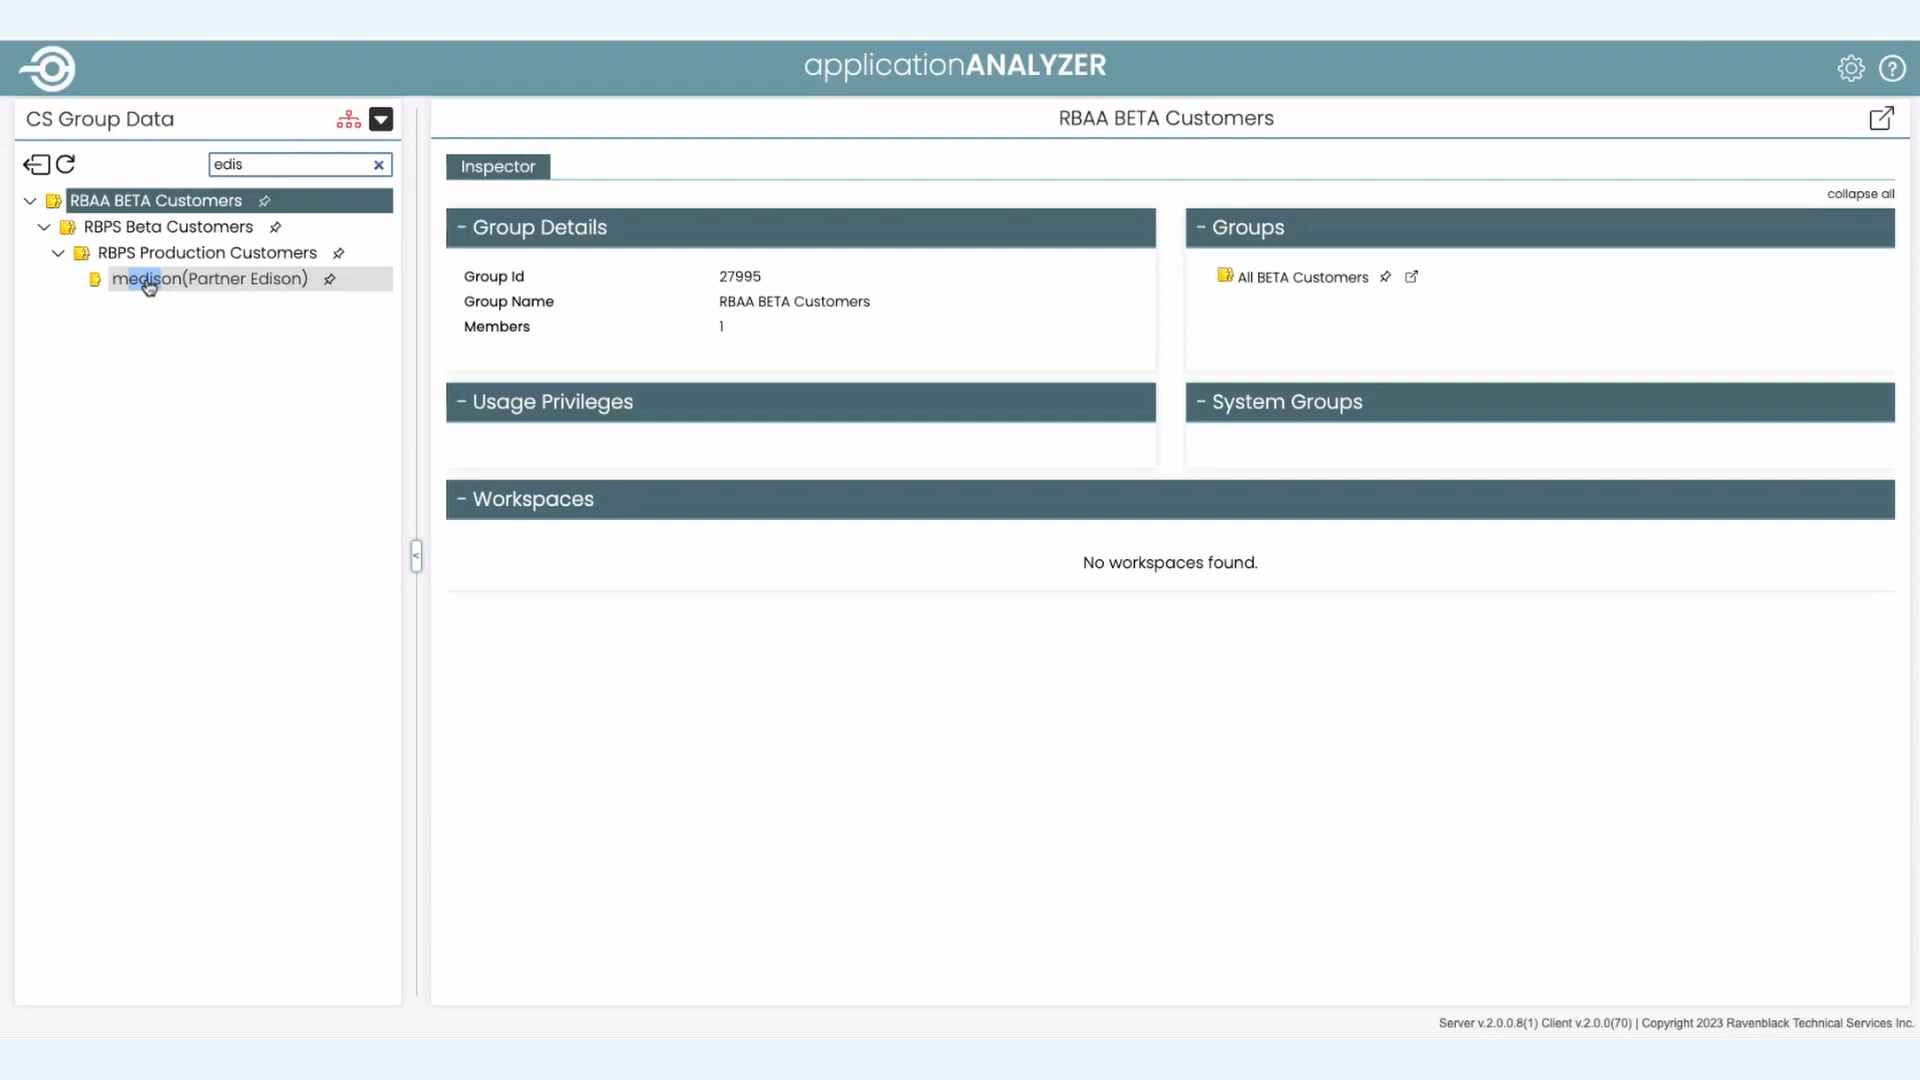 applicationANALYZER
CS Group Data
edis
RBAA BETA Customers
RBPS Beta Customers
RBPS Production Customers
medison(Partner Edison)
RBAA BETA Customers
Inspector
collapse all
- Group Details
Group Id 27995
Group Name RBAA BETA Customers
Members 1
- Groups
All BETA Customers
- Usage Privileges
- System Groups
- Workspaces
No workspaces found.
<
Server v.2.0.0.8(1) Client v.2.0.0(70) | Copyright 2023 Ravenblack Technical Services Inc.